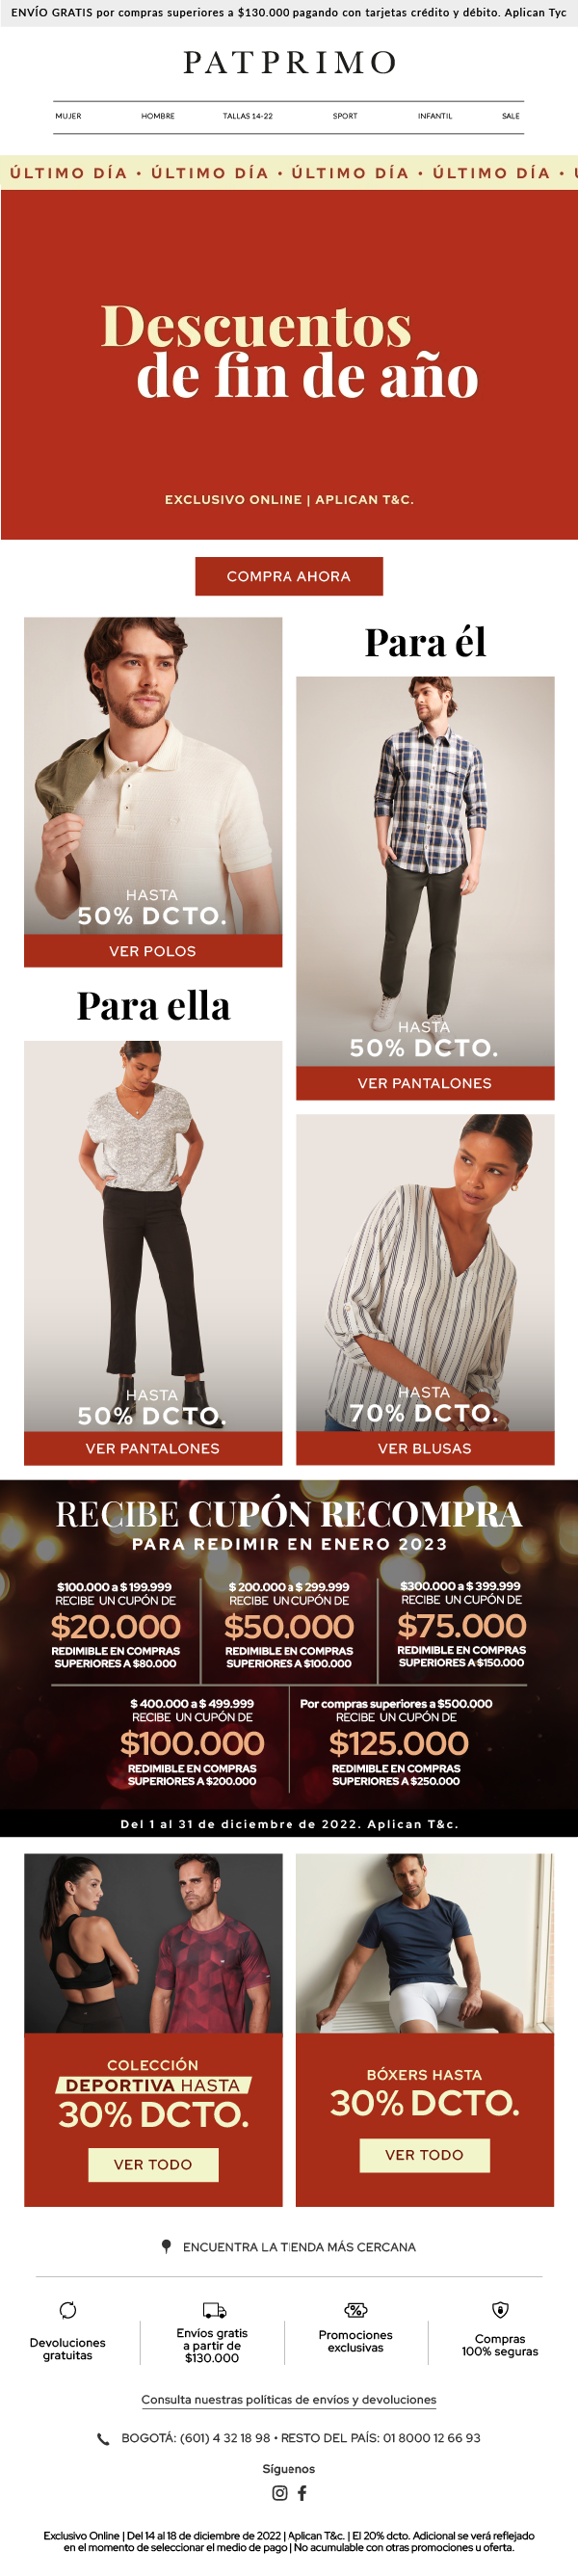 ENVÍO GRATIS por compras superiores a $130.000 pagando con tarjetas crédito y débito. Aplican Tyc
PATPRIMO
MUJER HOMBRE TALLAS 14-22 SPORT INFANTIL SALE
ÚLTIMO DÍA • ÚLTIMO DÍA • ÚLTIMO DÍA • ÚLTIMO DÍA •
Descuentos
de fin de año
EXCLUSIVO ONLINE | APLICAN T&C.
COMPRA AHORA
HASTA
50% DCTO.
VER POLOS
Para él
HASTA
50% DCTO.
VER PANTALONES
Para ella
HASTA
50% DCTO.
VER PANTALONES
HASTA
70% DCTO.
VER BLUSAS
RECIBE CUPÓN RECOMPRA
PARA REDIMIR EN ENERO 2023
$100.000 a $ 199.999
RECIBE UN CUPÓN DE
$20.000
REDIMIBLE EN COMPRAS
SUPERIORES A $80.000
$ 200.000 a $ 299.999
RECIBE UN CUPÓN DE
$50.000
REDIMIBLE EN COMPRAS
SUPERIORES A $100.000
$300.000 a $ 399.999
RECIBE UN CUPÓN DE
$75.000
REDIMIBLE EN COMPRAS
SUPERIORES A $150.000
$ 400.000 a $ 499.999
RECIBE UN CUPÓN DE
$100.000
REDIMIBLE EN COMPRAS
SUPERIORES A $200.000
Por compras superiores a $500.000
RECIBE UN CUPÓN DE
$125.000
REDIMIBLE EN COMPRAS
SUPERIORES A $250.000
Del 1 al 31 de diciembre de 2022. Aplican T&c.
COLECCIÓN
DEPORTIVA HASTA
30% DCTO.
VER TODO
BÓXERS HASTA
30% DCTO.
VER TODO
ENCUENTRA LA TIENDA MÁS CERCANA
Devoluciones
gratuitas
Envíos gratis
a partir de
$130.000
Promociones
exclusivas
Compras
100% seguras
Consulta nuestras políticas de envíos y devoluciones
BOGOTÁ: (601) 4 32 18 98 • RESTO DEL PAÍS: 01 8000 12 66 93
Síguenos
Exclusivo Online | Del 14 al 18 de diciembre de 2022 | Aplican T&c. | El 20% dcto. Adicional se verá reflejado
en el momento de seleccionar el medio de pago | No acumulable con otras promociones u oferta.